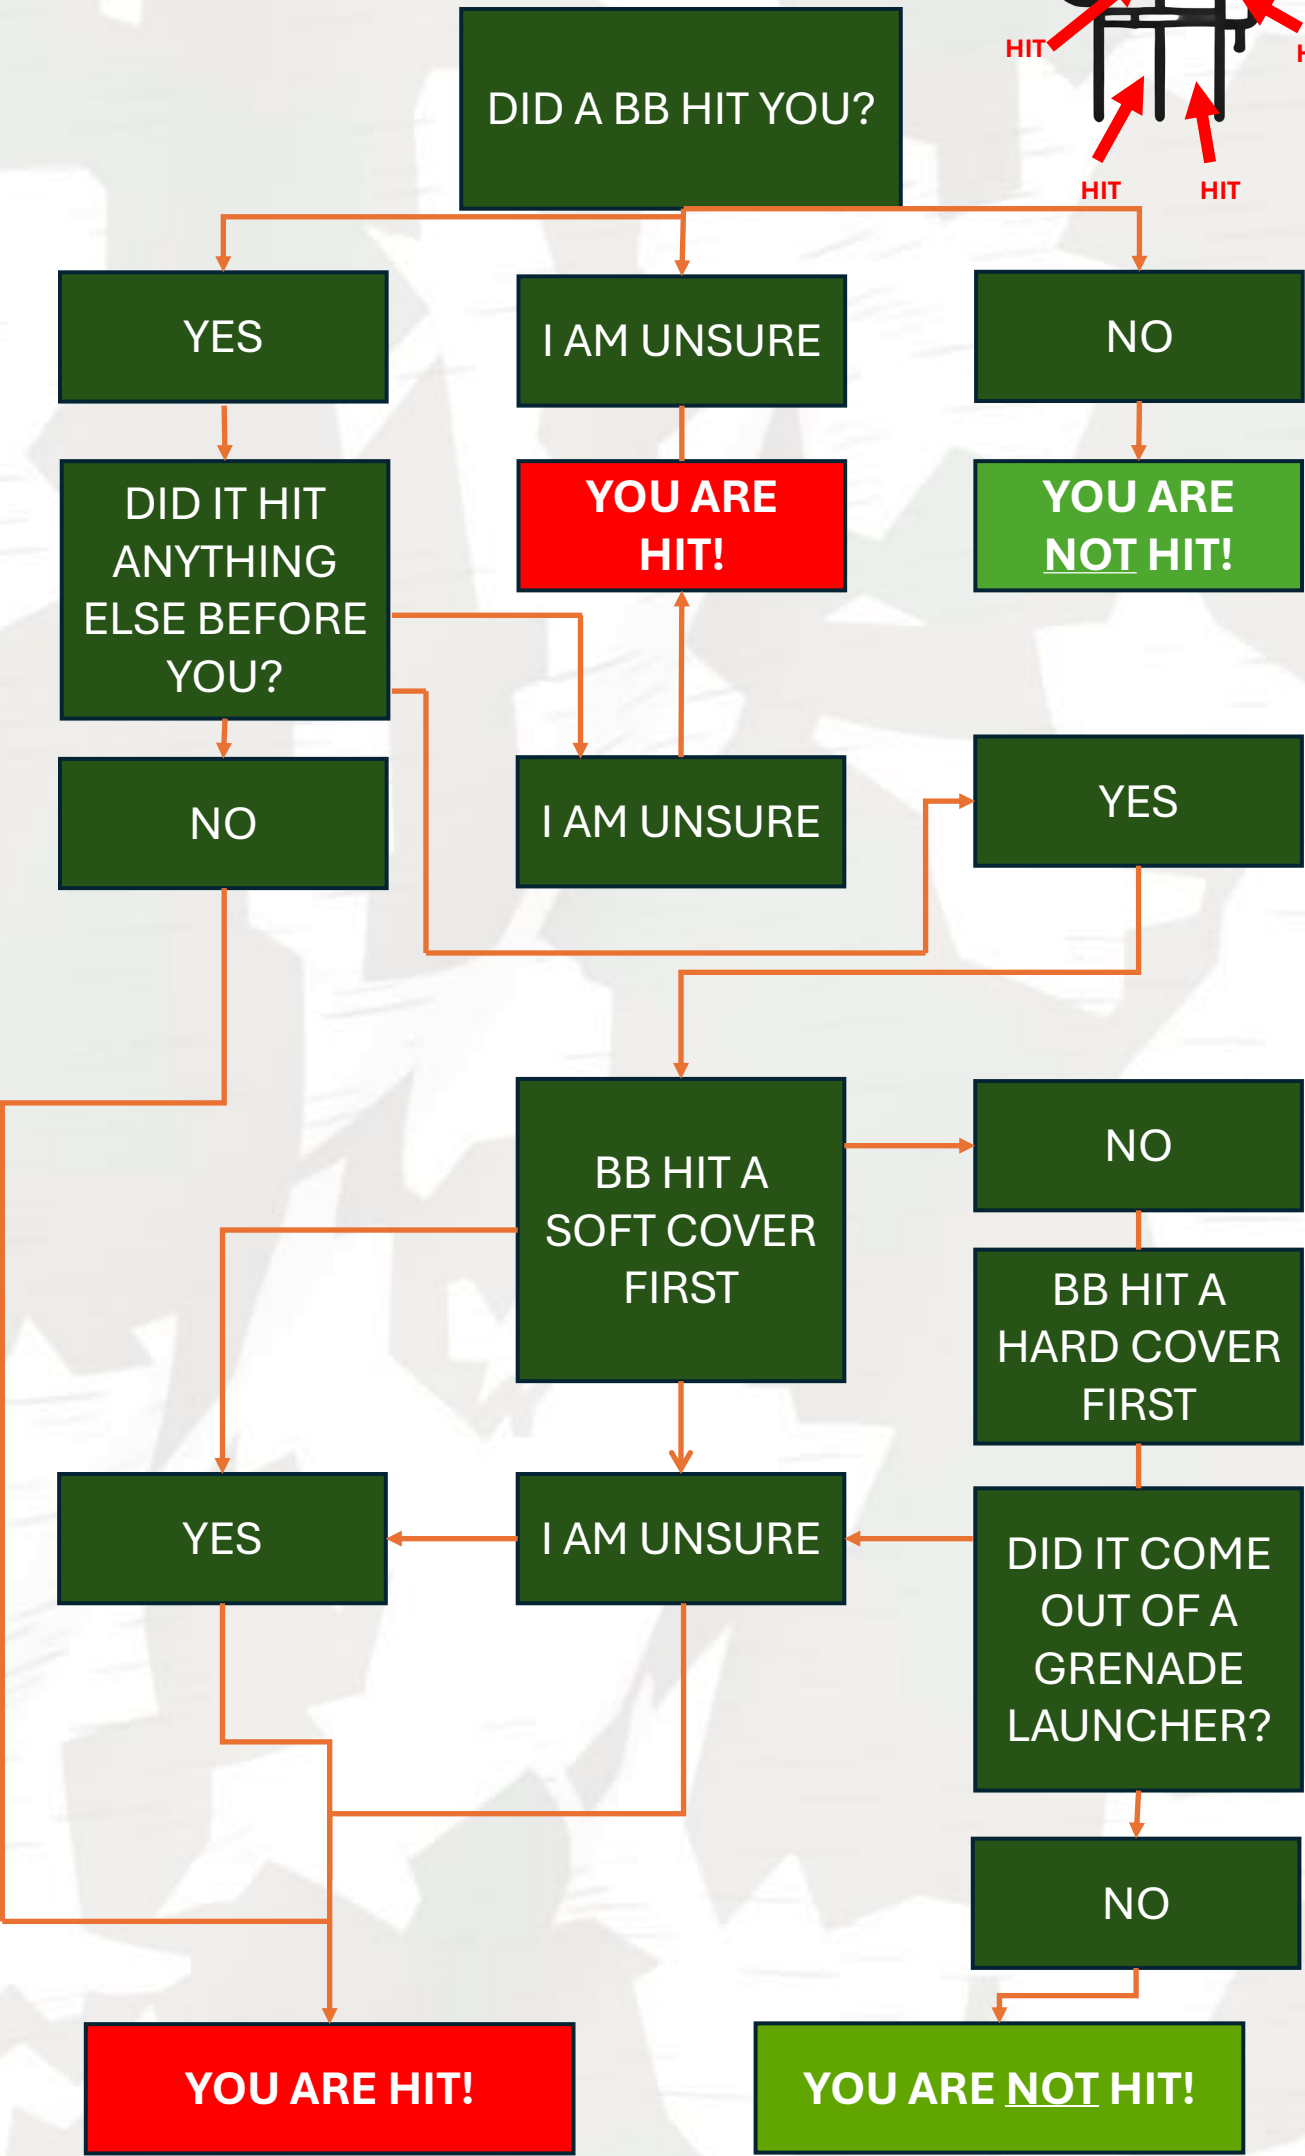 HIT
DID A BB HIT YOU?
HIT
HIT
YES
I AM UNSURE
NO
DID IT HIT
ANYTHING
ELSE BEFORE
YOU?
YOU ARE
HIT!
YOU ARE
NOT HIT!
NO
I AM UNSURE
YES
BB HIT A
SOFT COVER
FIRST
NO
BB HIT A
HARD COVER
FIRST
YES
I AM UNSURE
DID IT COME
OUT OF A
GRENADE
LAUNCHER?
NO
YOU ARE HIT!
YOU ARE NOT HIT!